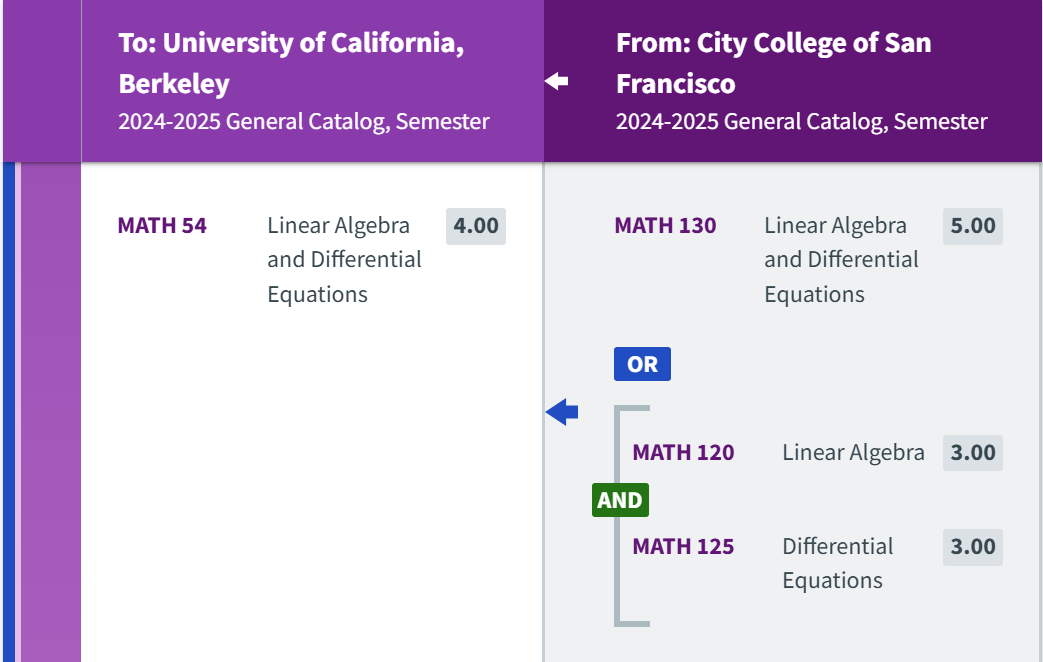 To: University of California,
Berkeley
2024-2025 General Catalog, Semester
From: City College of San
Francisco
2024-2025 General Catalog, Semester
MATH 54
Linear Algebra
and Differential
Equations
4.00
MATH 130
Linear Algebra
and Differential
Equations
5.00
OR
MATH 120
Linear Algebra
3.00
AND
MATH 125
Differential
Equations
3.00